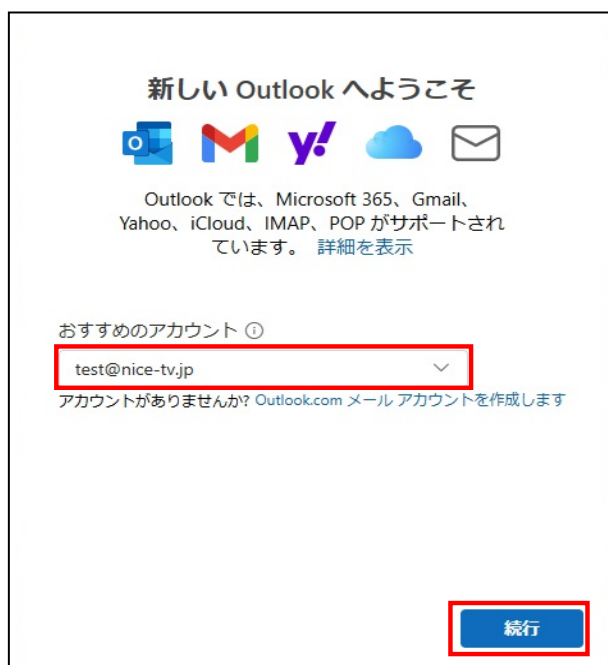 新しい Outlook へようこそ
Outlook では、Microsoft 365、Gmail、
Yahoo、iCloud、IMAP、POP がサポートされ
ています。 詳細を表示
おすすめのアカウント
test@nice-tv.jp
アカウントがありませんか? Outlook.com メール アカウントを作成します
続行